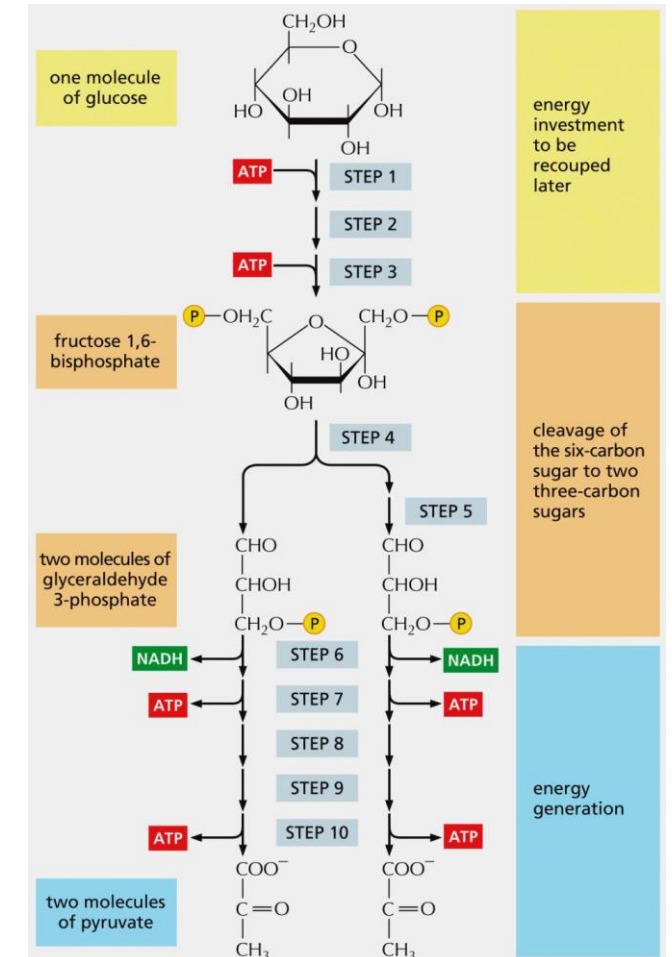 CH₂OH
O
one molecule
of glucose
OH
HO
OH
OH
energy
investment
to be
recouped
later
ATP
STEP 1
STEP 2
ATP
STEP 3
P–OH₂C
O
CH₂O–P
fructose 1,6-
bisphosphate
HO
OH
OH
STEP 4
cleavage of
the six-carbon
sugar to two
three-carbon
sugars
STEP 5
two molecules of
glyceraldehyde
3-phosphate
CHO
CHOH
CH₂O–P
CHO
CHOH
CH₂O–P
NADH
STEP 6
NADH
ATP
STEP 7
ATP
STEP 8
STEP 9
energy
generation
ATP
STEP 10
ATP
two molecules
of pyruvate
COO⁻
C=O
CH₃
COO⁻
C=O
CH₃